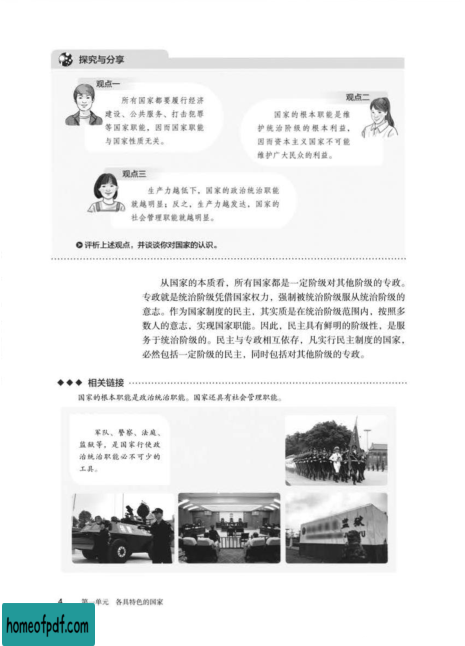 探究与分享
观点一
所有国家都要履行经济
建设、公共服务、打击犯罪
等国家职能，因而国家职能
与国家性质无关。
观点二
国家的根本职能是维
护统治阶级的根本利益，
因而资本主义国家不可能
维护广大民众的利益。
观点三
生产力越低下，国家的政治统治职能
就越明显；反之，生产力越发达，国家的
社会管理职能就越明显。
评析上述观点，并谈谈你对国家的认识。
从国家的本质看，所有国家都是一定阶级对其他阶级的专政。
专政就是统治阶级凭借国家权力，强制被统治阶级服从统治阶级的
意志。作为国家制度的民主，其实质是在统治阶级范围内，按照多
数人的意志，实现国家职能。因此，民主具有鲜明的阶级性，是服
务于统治阶级的。民主与专政相互依存，凡实行民主制度的国家，
必然包括一定阶级的民主，同时包括对其他阶级的专政。
相关链接
国家的根本职能是政治统治职能。国家还具有社会管理职能。
军队、警察、法庭、
监狱等，是国家行使政
治统治职能必不可少的
工具。
监狱
4 第一单元 各具特色的国家
homeofpdf.com